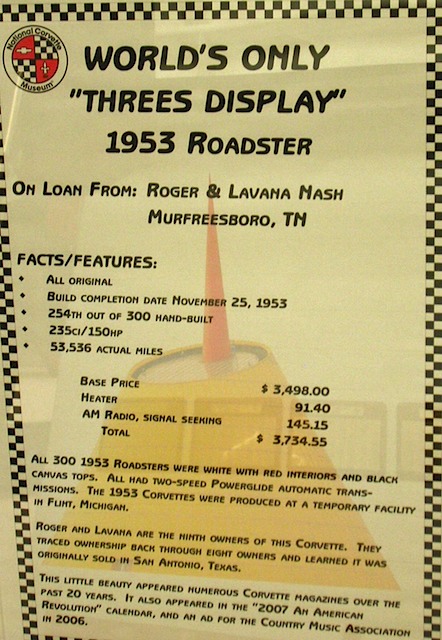 National Corvette
Museum
WORLD'S ONLY
"THREES DISPLAY"
1953 ROADSTER
ON LOAN FROM: ROGER & LAVANA NASH
MURFREESBORO, TN
FACTS/FEATURES:
• ALL ORIGINAL
• BUILD COMPLETION DATE NOVEMBER 25, 1953
• 254TH OUT OF 300 HAND-BUILT
• 235CI/150HP
• 53,536 ACTUAL MILES
BASE PRICE $ 3,498.00
HEATER 91.40
AM RADIO, SIGNAL SEEKING 145.15
TOTAL $ 3,734.55
ALL 300 1953 ROADSTERS WERE WHITE WITH RED INTERIORS AND BLACK
CANVAS TOPS. ALL HAD TWO-SPEED POWERGLIDE AUTOMATIC TRANS-
MISSIONS. THE 1953 CORVETTES WERE PRODUCED AT A TEMPORARY FACILITY
IN FLINT, MICHIGAN.
ROGER AND LAVANA ARE THE NINTH OWNERS OF THIS CORVETTE. THEY
TRACED OWNERSHIP BACK THROUGH EIGHT OWNERS AND LEARNED IT WAS
ORIGINALLY SOLD IN SAN ANTONIO, TEXAS.
THIS LITTLE BEAUTY APPEARED NUMEROUS CORVETTE MAGAZINES OVER THE
PAST 20 YEARS. IT ALSO APPEARED IN THE "2007 AN AMERICAN
REVOLUTION" CALENDAR, AND AN AD FOR THE COUNTRY MUSIC ASSOCIATION
IN 2006.